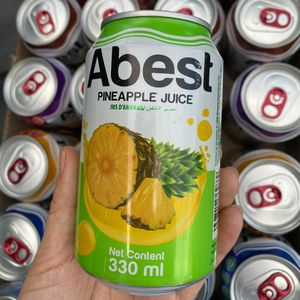 Abest
PINEAPPLE JUICE
JUS D'ANANAS/
Net Content
330 ml